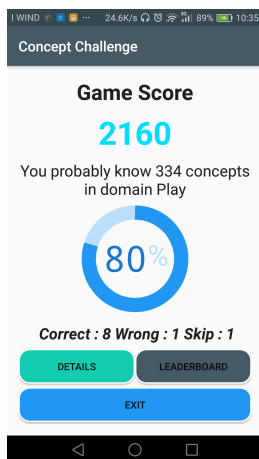 I WIND ... 24.6K/s 89% 10:35
Concept Challenge
Game Score
2160
You probably know 334 concepts
in domain Play
80%
Correct : 8 Wrong : 1 Skip : 1
DETAILS LEADERBOARD
EXIT